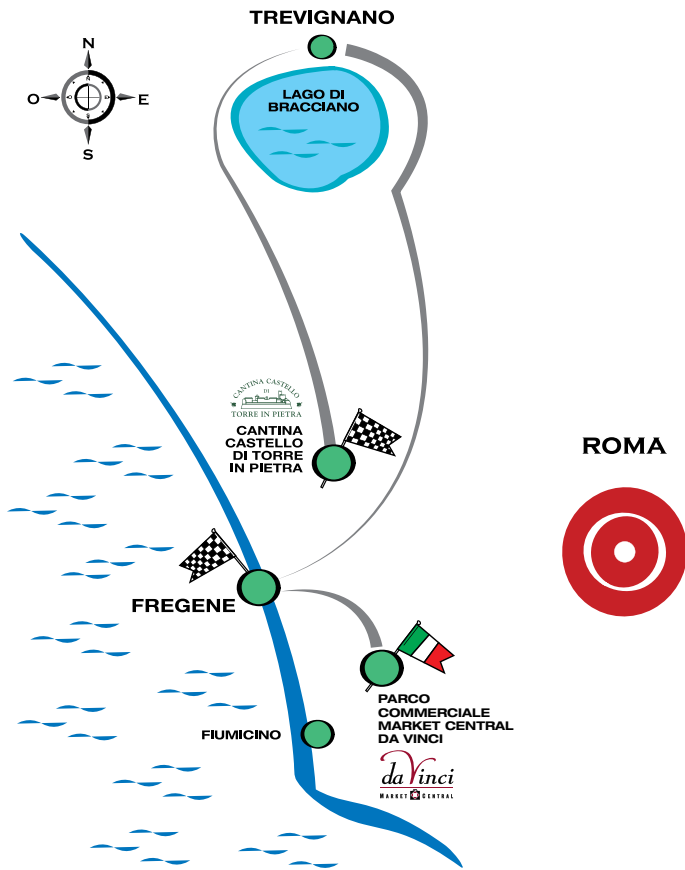 TREVIGNANO
N
O
E
S
LAGO DI
BRACCIANO
CANTINA CASTELLO
DI
TORRE IN PIETRA
CANTINA
CASTELLO
DI TORRE
IN PIETRA
ROMA
FREGENE
PARCO
COMMERCIALE
MARKET CENTRAL
DA VINCI
FIUMICINO
da Vinci
MARKET CENTRAL